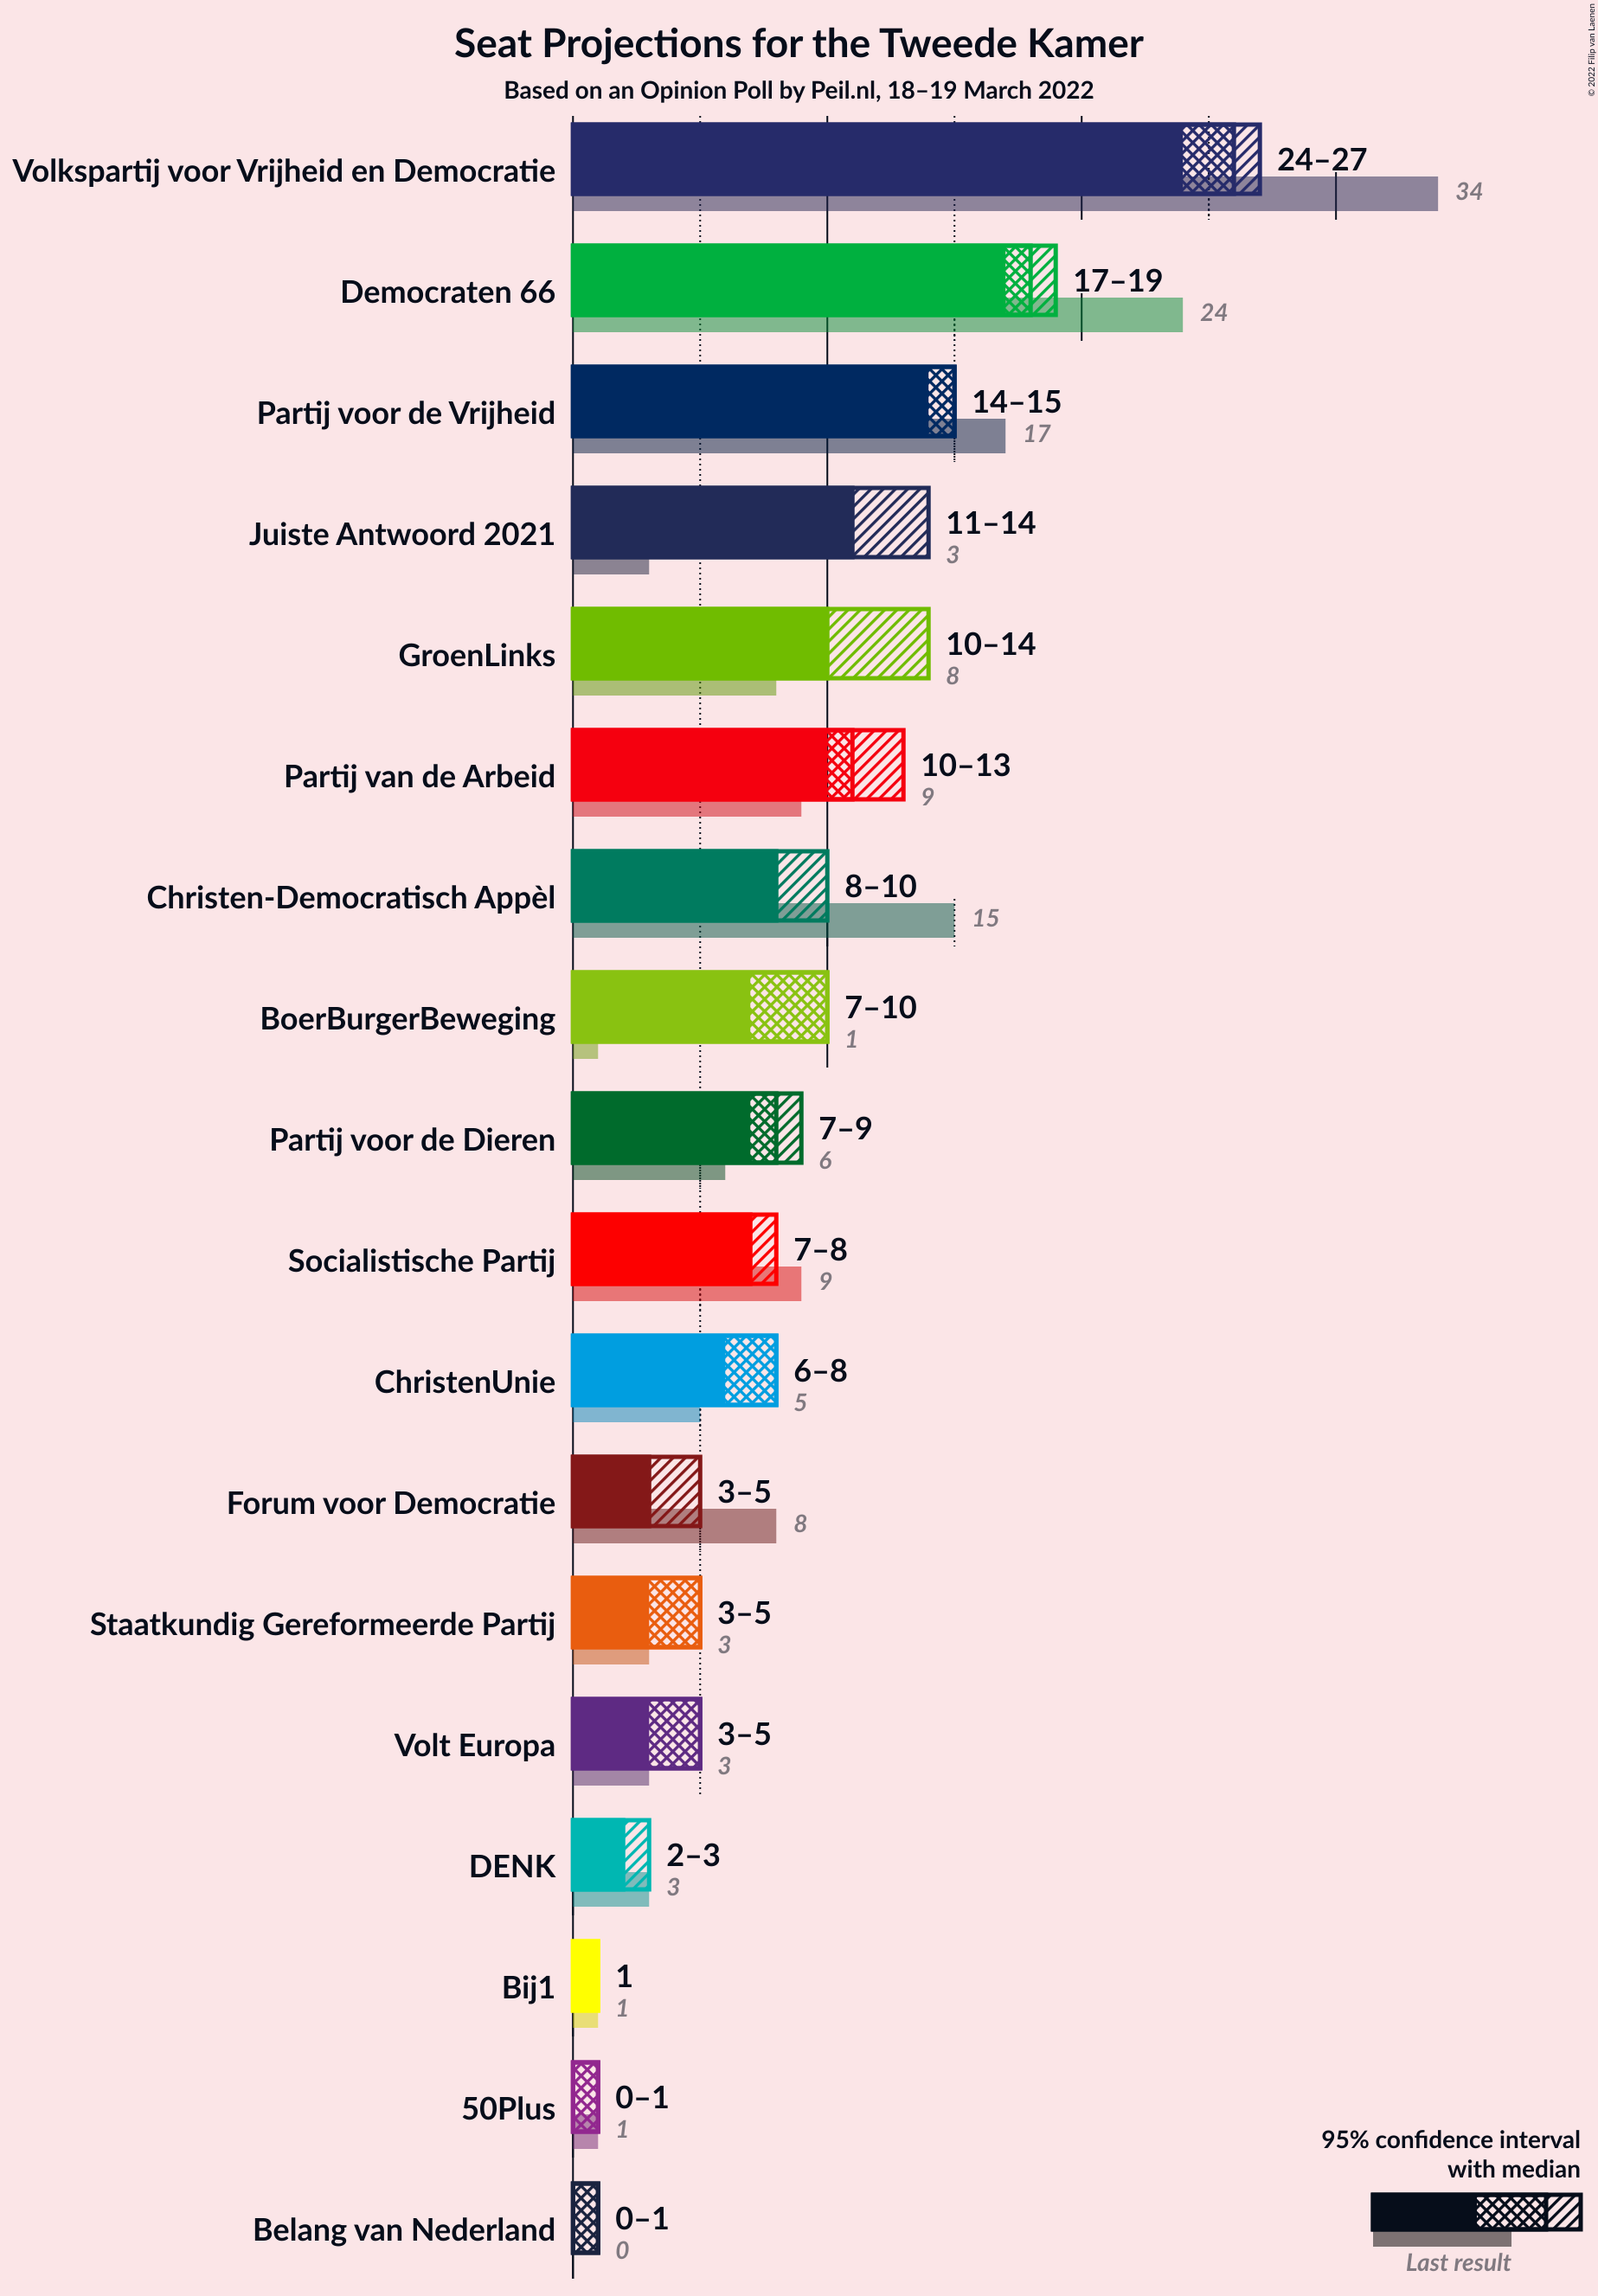 Seat Projections for the Tweede Kamer
Based on an Opinion Poll by Peil.nl, 18–19 March 2022
© 2022 Filip van Laenen
Volkspartij voor Vrijheid en Democratie
24–27
34
Democraten 66
17–19
24
Partij voor de Vrijheid
14–15
17
Juiste Antwoord 2021
11–14
3
GroenLinks
10–14
8
Partij van de Arbeid
10–13
9
Christen-Democratisch Appèl
8–10
15
BoerBurgerBeweging
7–10
1
Partij voor de Dieren
7–9
6
Socialistische Partij
7–8
9
ChristenUnie
6–8
5
Forum voor Democratie
3–5
8
Staatkundig Gereformeerde Partij
3–5
3
Volt Europa
3–5
3
DENK
2–3
3
Bij1
1
1
50Plus
0–1
1
Belang van Nederland
0–1
0
95% confidence interval
with median
Last result